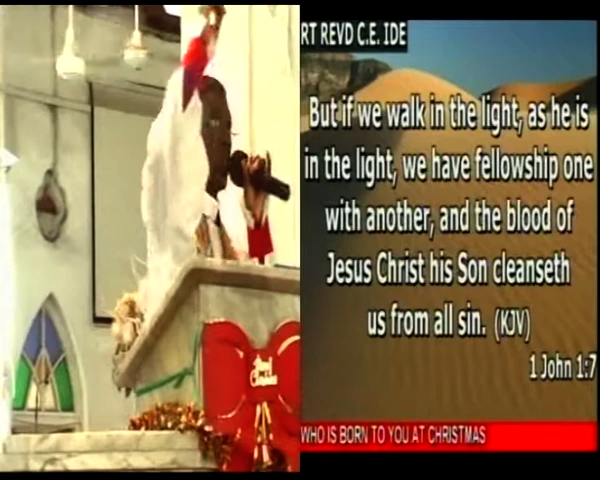 RT REVD C.E. IDE
But if we walk in the light, as he is
in the light, we have fellowship one
with another, and the blood of
Jesus Christ his Son cleanseth
us from all sin. (KJV)
1 John 1:7
WHO IS BORN TO YOU AT CHRISTMAS